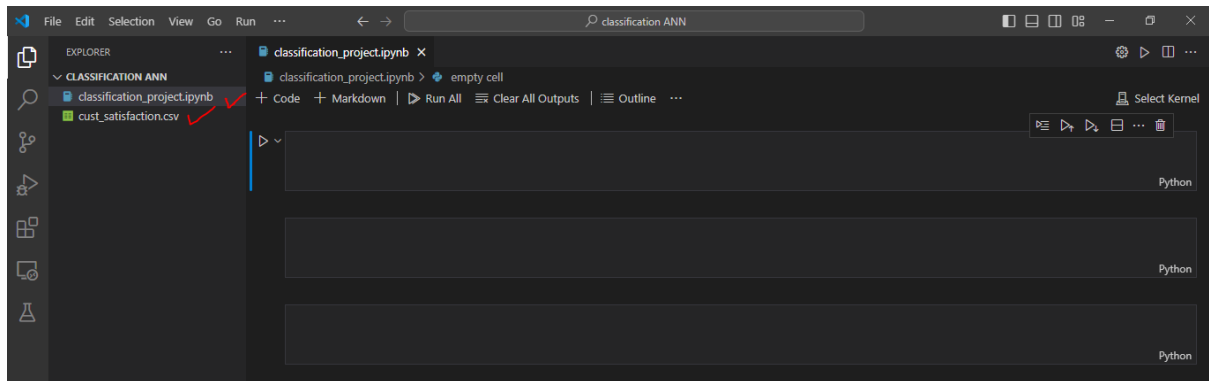 File Edit Selection View Go Run ··· classification ANN
EXPLORER ··· classification_project.ipynb
CLASSIFICATION ANN classification_project.ipynb > empty cell
classification_project.ipynb + Code + Markdown | Run All Clear All Outputs | Outline ··· Select Kernel
cust_satisfaction.csv
Python
Python
Python